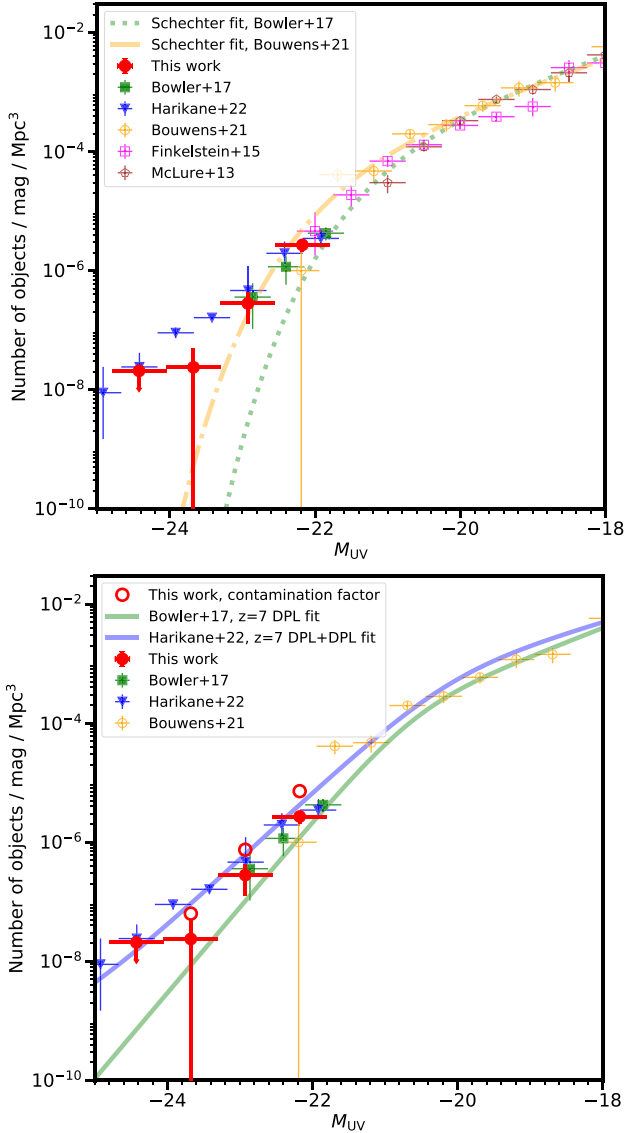 Schechter fit, Bowler+17
Schechter fit, Bouwens+21
This work
Bowler+17
Harikane+22
Bouwens+21
Finkelstein+15
McLure+13
Number of objects / mag / Mpc³
10⁻²
10⁻⁴
10⁻⁶
10⁻⁸
10⁻¹⁰
−24
−22
−20
−18
M_UV
This work, contamination factor
Bowler+17, z=7 DPL fit
Harikane+22, z=7 DPL+DPL fit
This work
Bowler+17
Harikane+22
Bouwens+21
Number of objects / mag / Mpc³
10⁻²
10⁻⁴
10⁻⁶
10⁻⁸
10⁻¹⁰
−24
−22
−20
−18
M_UV